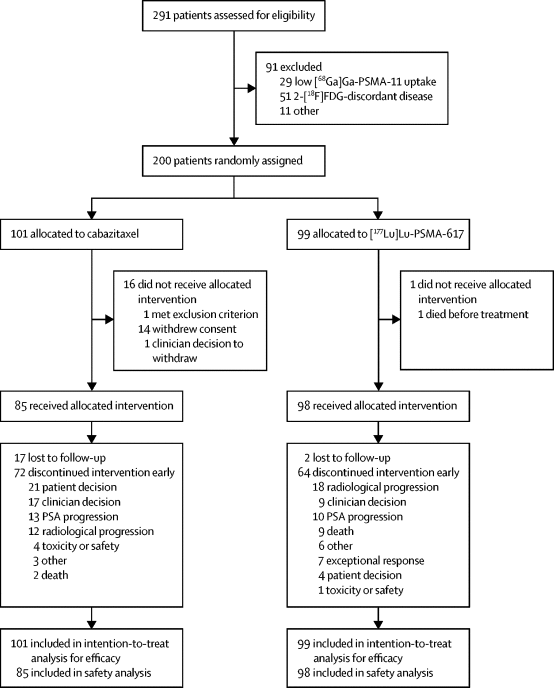 291 patients assessed for eligibility
91 excluded
29 low [⁶⁸Ga]Ga-PSMA-11 uptake
51 2-[¹⁸F]FDG-discordant disease
11 other
200 patients randomly assigned
101 allocated to cabazitaxel
99 allocated to [¹⁷⁷Lu]Lu-PSMA-617
16 did not receive allocated
intervention
1 met exclusion criterion
14 withdrew consent
1 clinician decision to
withdraw
1 did not receive allocated
intervention
1 died before treatment
85 received allocated intervention
98 received allocated intervention
17 lost to follow-up
72 discontinued intervention early
21 patient decision
17 clinician decision
13 PSA progression
12 radiological progression
4 toxicity or safety
3 other
2 death
2 lost to follow-up
64 discontinued intervention early
18 radiological progression
9 clinician decision
10 PSA progression
9 death
6 other
7 exceptional response
4 patient decision
1 toxicity or safety
101 included in intention-to-treat
analysis for efficacy
85 included in safety analysis
99 included in intention-to-treat
analysis for efficacy
98 included in safety analysis